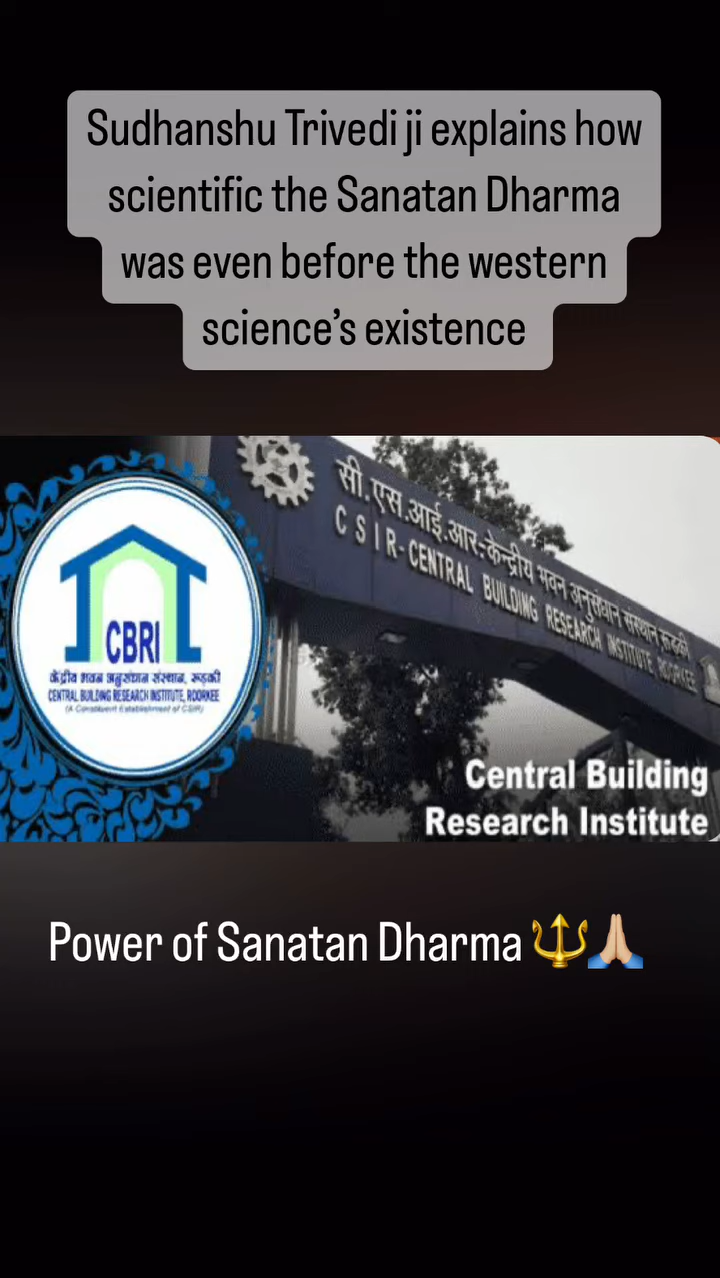 Sudhanshu Trivedi ji explains how
scientific the Sanatan Dharma
was even before the western
science’s existence
सी.एस.आई.आर-केन्द्रीय भवन अनुसंधान संस्थान रूड़की
CSIR-CENTRAL BUILDING RESEARCH INSTITUTE ROORKEE
CBRI
केंद्रीय भवन अनुसंधान संस्थान, रूड़की
CENTRAL BUILDING RESEARCH INSTITUTE, ROORKEE
(A Constituent Establishment of CSIR)
Central Building
Research Institute
Power of Sanatan Dharma 🔱🙏🏼